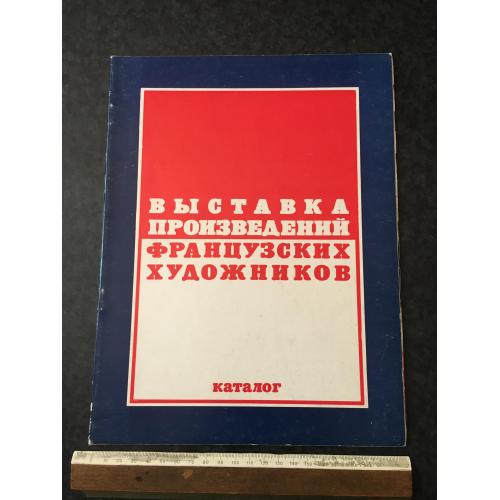 ВЫСТАВКА
ПРОИЗВЕДЕНИЙ
ФРАНЦУЗСКИХ
ХУДОЖНИКОВ
каталог